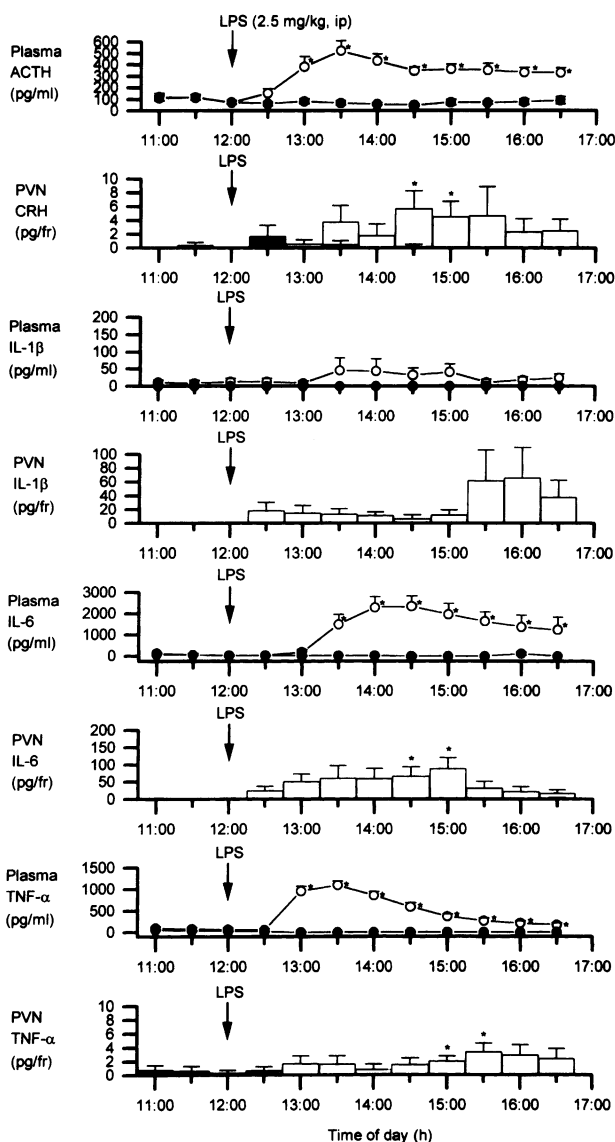 LPS (2.5 mg/kg, ip)
Plasma
ACTH
(pg/ml)
600
500
400
300
200
100
0
11:00 12:00 13:00 14:00 15:00 16:00 17:00
LPS
PVN
CRH
(pg/fr)
10
8
6
4
2
0
11:00 12:00 13:00 14:00 15:00 16:00 17:00
LPS
Plasma
IL-1β
(pg/ml)
200
150
100
50
0
11:00 12:00 13:00 14:00 15:00 16:00 17:00
LPS
PVN
IL-1β
(pg/fr)
100
80
60
40
20
0
11:00 12:00 13:00 14:00 15:00 16:00 17:00
LPS
Plasma
IL-6
(pg/ml)
3000
2000
1000
0
11:00 12:00 13:00 14:00 15:00 16:00 17:00
LPS
PVN
IL-6
(pg/fr)
200
150
100
50
0
11:00 12:00 13:00 14:00 15:00 16:00 17:00
LPS
Plasma
TNF-α
(pg/ml)
1500
1000
500
0
11:00 12:00 13:00 14:00 15:00 16:00 17:00
LPS
PVN
TNF-α
(pg/fr)
10
8
6
4
2
0
11:00 12:00 13:00 14:00 15:00 16:00 17:00
Time of day (h)